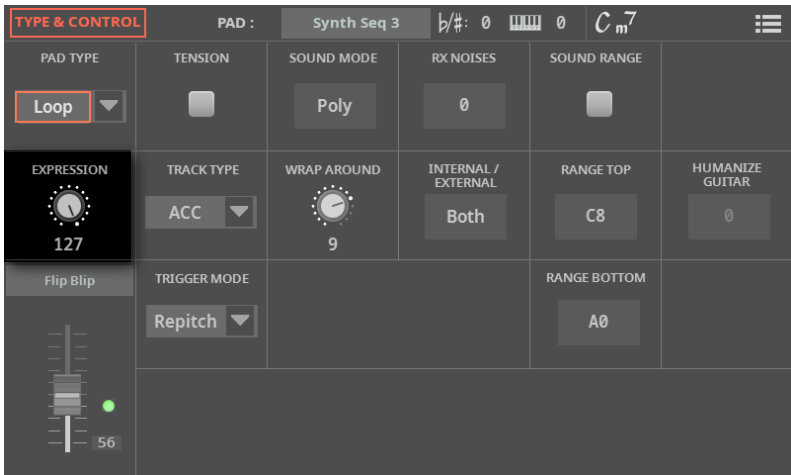 TYPE & CONTROL PAD : Synth Seq 3 ♭/#: 0 0 Cm7
PAD TYPE TENSION SOUND MODE RX NOISES SOUND RANGE
Loop Poly 0
EXPRESSION TRACK TYPE WRAP AROUND INTERNAL / EXTERNAL RANGE TOP HUMANIZE GUITAR
127 ACC 9 Both C8 0
Flip Blip TRIGGER MODE RANGE BOTTOM
Repitch A0
56